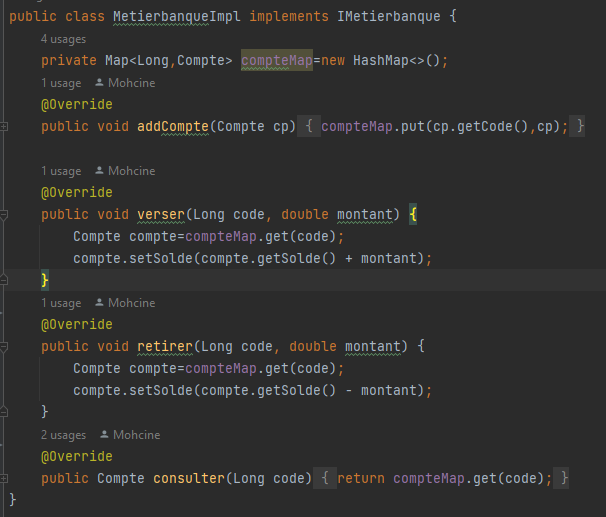 public class MetierbanqueImpl implements IMetierbanque {
4 usages
private Map<Long,Compte> compteMap=new HashMap<>();
1 usage Mohcine
@Override
public void addCompte(Compte cp) { compteMap.put(cp.getCode(),cp); }
1 usage Mohcine
@Override
public void verser(Long code, double montant) {
Compte compte=compteMap.get(code);
compte.setSolde(compte.getSolde() + montant);
}
1 usage Mohcine
@Override
public void retirer(Long code, double montant) {
Compte compte=compteMap.get(code);
compte.setSolde(compte.getSolde() - montant);
}
2 usages Mohcine
@Override
public Compte consulter(Long code) { return compteMap.get(code); }
}